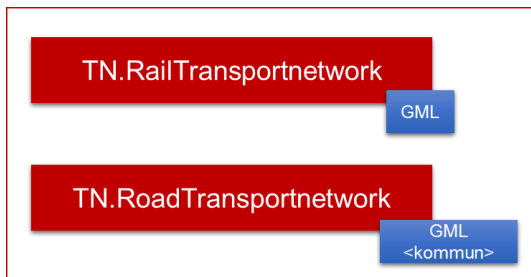 TN.RailTransportnetwork
GML
TN.RoadTransportnetwork
GML
<kommun>